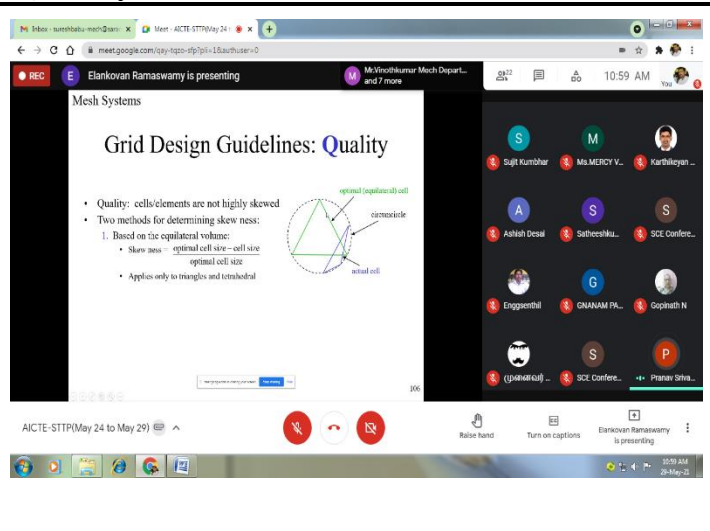 Inbox - sureshbabu-mech@sara
Meet - AICTE-STTP(May 24
meet.google.com/qay-tqzo-sfp?pli=1&authuser=0
REC
E
Elankovan Ramaswamy is presenting
M
Mr.Vinothkumar Mech Depart...
and 7 more
22
10:59 AM
You
Mesh Systems
Grid Design Guidelines: Quality
• Quality: cells/elements are not highly skewed
• Two methods for determining skew ness:
1. Based on the equilateral volume:
• Skew ness = optimal cell size − cell size
optimal cell size
• Applies only to triangles and tetrahedral
optimal (equilateral) cell
circumcircle
actual cell
Stop sharing
Hide
106
S
Sujit Kumbhar
M
Ms.MERCY V...
Karthikeyan ...
A
Ashish Desai
S
Satheeshku...
S
SCE Confere...
Enggsenthil
G
GNANAM PA...
Gopinath N
(முனைவர்) ...
S
SCE Confere...
P
Pranav Sriva...
AICTE-STTP(May 24 to May 29)
Raise hand
Turn on captions
Elankovan Ramaswamy
is presenting
10:59 AM
29-May-21